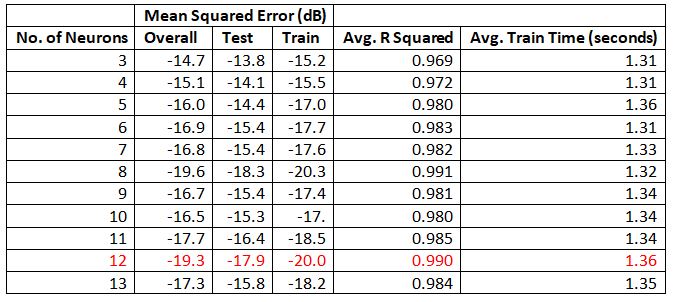 Mean Squared Error (dB)
No. of Neurons Overall Test Train Avg. R Squared Avg. Train Time (seconds)
3 -14.7 -13.8 -15.2 0.969 1.31
4 -15.1 -14.1 -15.5 0.972 1.31
5 -16.0 -14.4 -17.0 0.980 1.36
6 -16.9 -15.4 -17.7 0.983 1.31
7 -16.8 -15.4 -17.6 0.982 1.33
8 -19.6 -18.3 -20.3 0.991 1.32
9 -16.7 -15.4 -17.4 0.981 1.34
10 -16.5 -15.3 -17. 0.980 1.34
11 -17.7 -16.4 -18.5 0.985 1.34
12 -19.3 -17.9 -20.0 0.990 1.36
13 -17.3 -15.8 -18.2 0.984 1.35